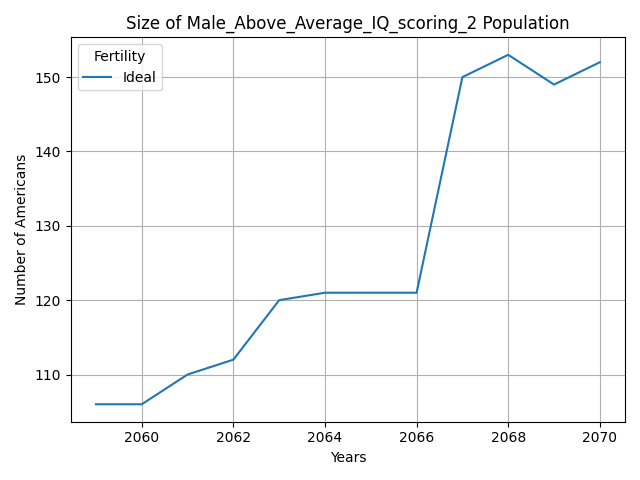 Size of Male_Above_Average_IQ_scoring_2 Population
Fertility
Ideal
Number of Americans
150
140
130
120
110
2060 2062 2064 2066 2068 2070
Years